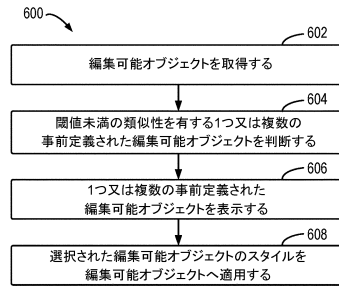 600
602
編集可能オブジェクトを取得する
604
閾値未満の類似性を有する1つ又は複数の
事前定義された編集可能オブジェクトを判断する
606
1つ又は複数の事前定義された
編集可能オブジェクトを表示する
608
選択された編集可能オブジェクトのスタイルを
編集可能オブジェクトへ適用する